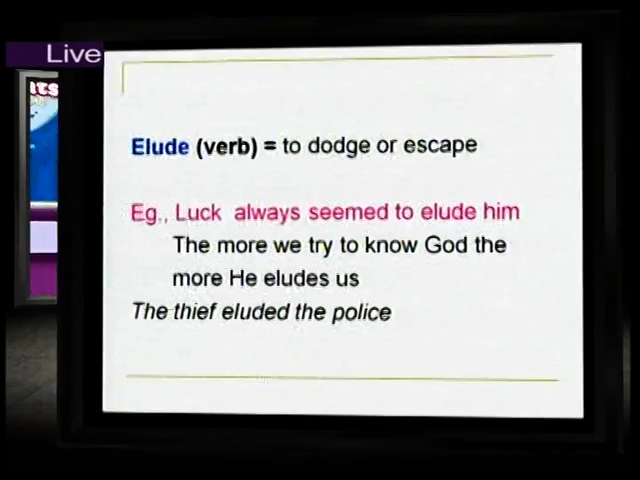 Live
Elude (verb) = to dodge or escape
Eg., Luck always seemed to elude him
The more we try to know God the
more He eludes us
The thief eluded the police